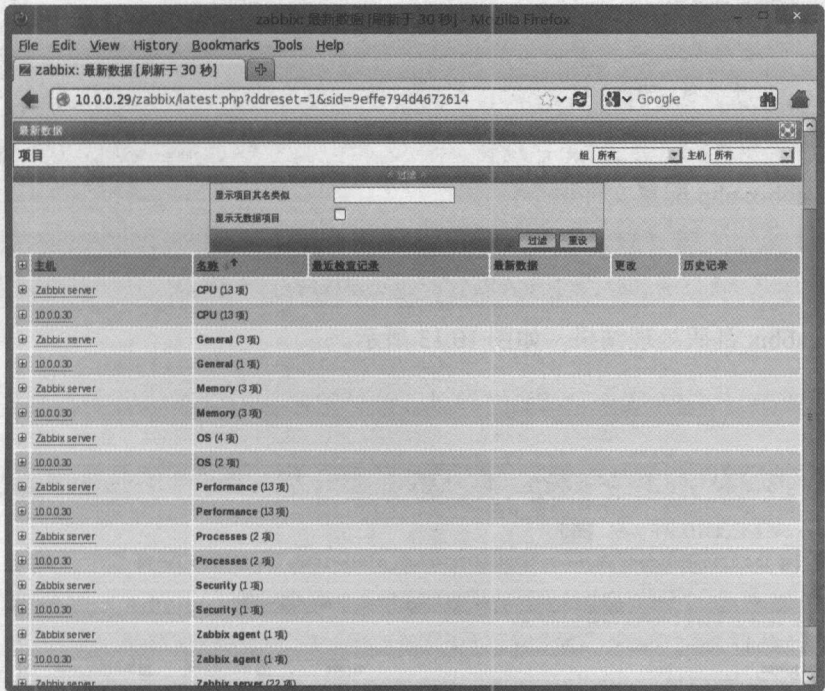 zabbix: 最新数据 [刷新于 30 秒] - Mozilla Firefox
File Edit View History Bookmarks Tools Help
zabbix: 最新数据 [刷新于 30 秒]
10.0.0.29/zabbix/latest.php?ddreset=1&sid=9effe794d4672614 Google
最新数据
项目 组 所有 主机 所有
过滤
显示项目其名类似
显示无数据项目
过滤 重设
主机 名称 最近检查记录 最新数据 更改 历史记录
Zabbix server CPU (13 项)
10.0.0.30 CPU (13 项)
Zabbix server General (3 项)
10.0.0.30 General (1 项)
Zabbix server Memory (3 项)
10.0.0.30 Memory (3 项)
Zabbix server OS (4 项)
10.0.0.30 OS (2 项)
Zabbix server Performance (13 项)
10.0.0.30 Performance (13 项)
Zabbix server Processes (2 项)
10.0.0.30 Processes (2 项)
Zabbix server Security (1 项)
10.0.0.30 Security (1 项)
Zabbix server Zabbix agent (1 项)
10.0.0.30 Zabbix agent (1 项)
Zabbix server Zabbix server (22 项)